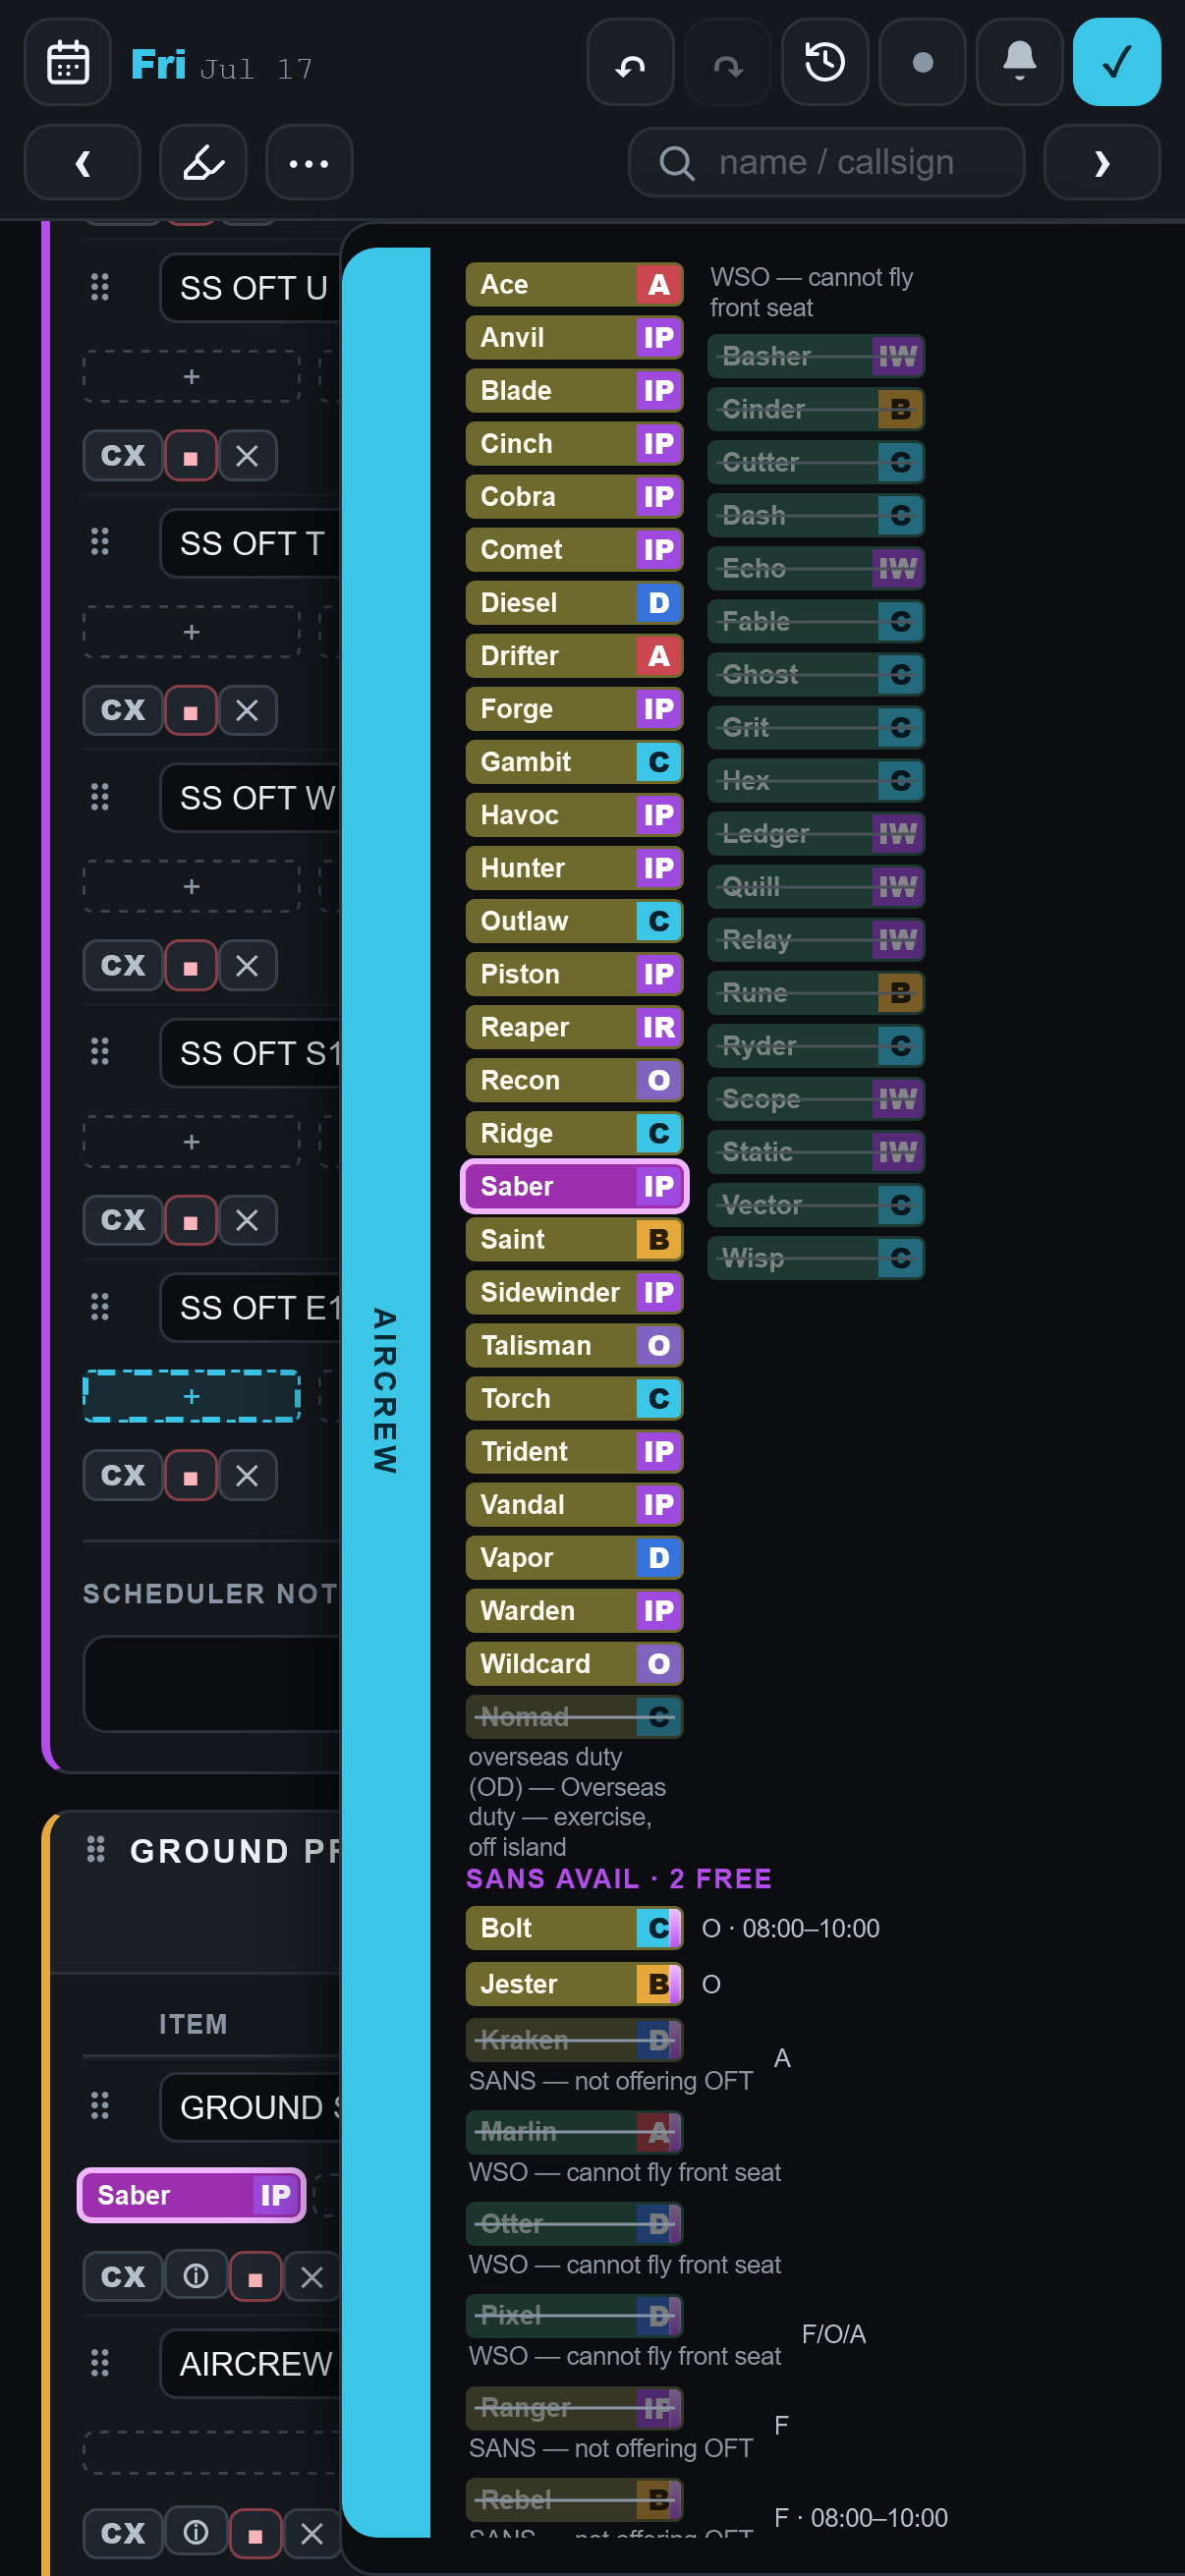 Fri Jul 17
name / callsign
SS OFT U
+
CX
SS OFT T
+
CX
SS OFT W
+
CX
SS OFT S1
+
CX
SS OFT E1
+
CX
SCHEDULER NOT
GROUND PR
ITEM
GROUND S
Saber IP
CX
AIRCREW
CX
AIRCREW
Ace A
Anvil IP
Blade IP
Cinch IP
Cobra IP
Comet IP
Diesel D
Drifter A
Forge IP
Gambit C
Havoc IP
Hunter IP
Outlaw C
Piston IP
Reaper IR
Recon O
Ridge C
Saber IP
Saint B
Sidewinder IP
Talisman O
Torch C
Trident IP
Vandal IP
Vapor D
Warden IP
Wildcard O
Nomad C
overseas duty
(OD) — Overseas
duty — exercise,
off island
WSO — cannot fly
front seat
Basher IW
Cinder B
Cutter C
Dash C
Echo IW
Fable C
Ghost C
Grit C
Hex C
Ledger IW
Quill IW
Relay IW
Rune B
Ryder C
Scope IW
Static IW
Vector C
Wisp C
SANS AVAIL · 2 FREE
Bolt C O · 08:00–10:00
Jester B O
Kraken D A
SANS — not offering OFT
Marlin A
WSO — cannot fly front seat
Otter D
WSO — cannot fly front seat
Pixel D F/O/A
WSO — cannot fly front seat
Ranger IP F
SANS — not offering OFT
Rebel B F · 08:00–10:00
SANS — not offering OFT